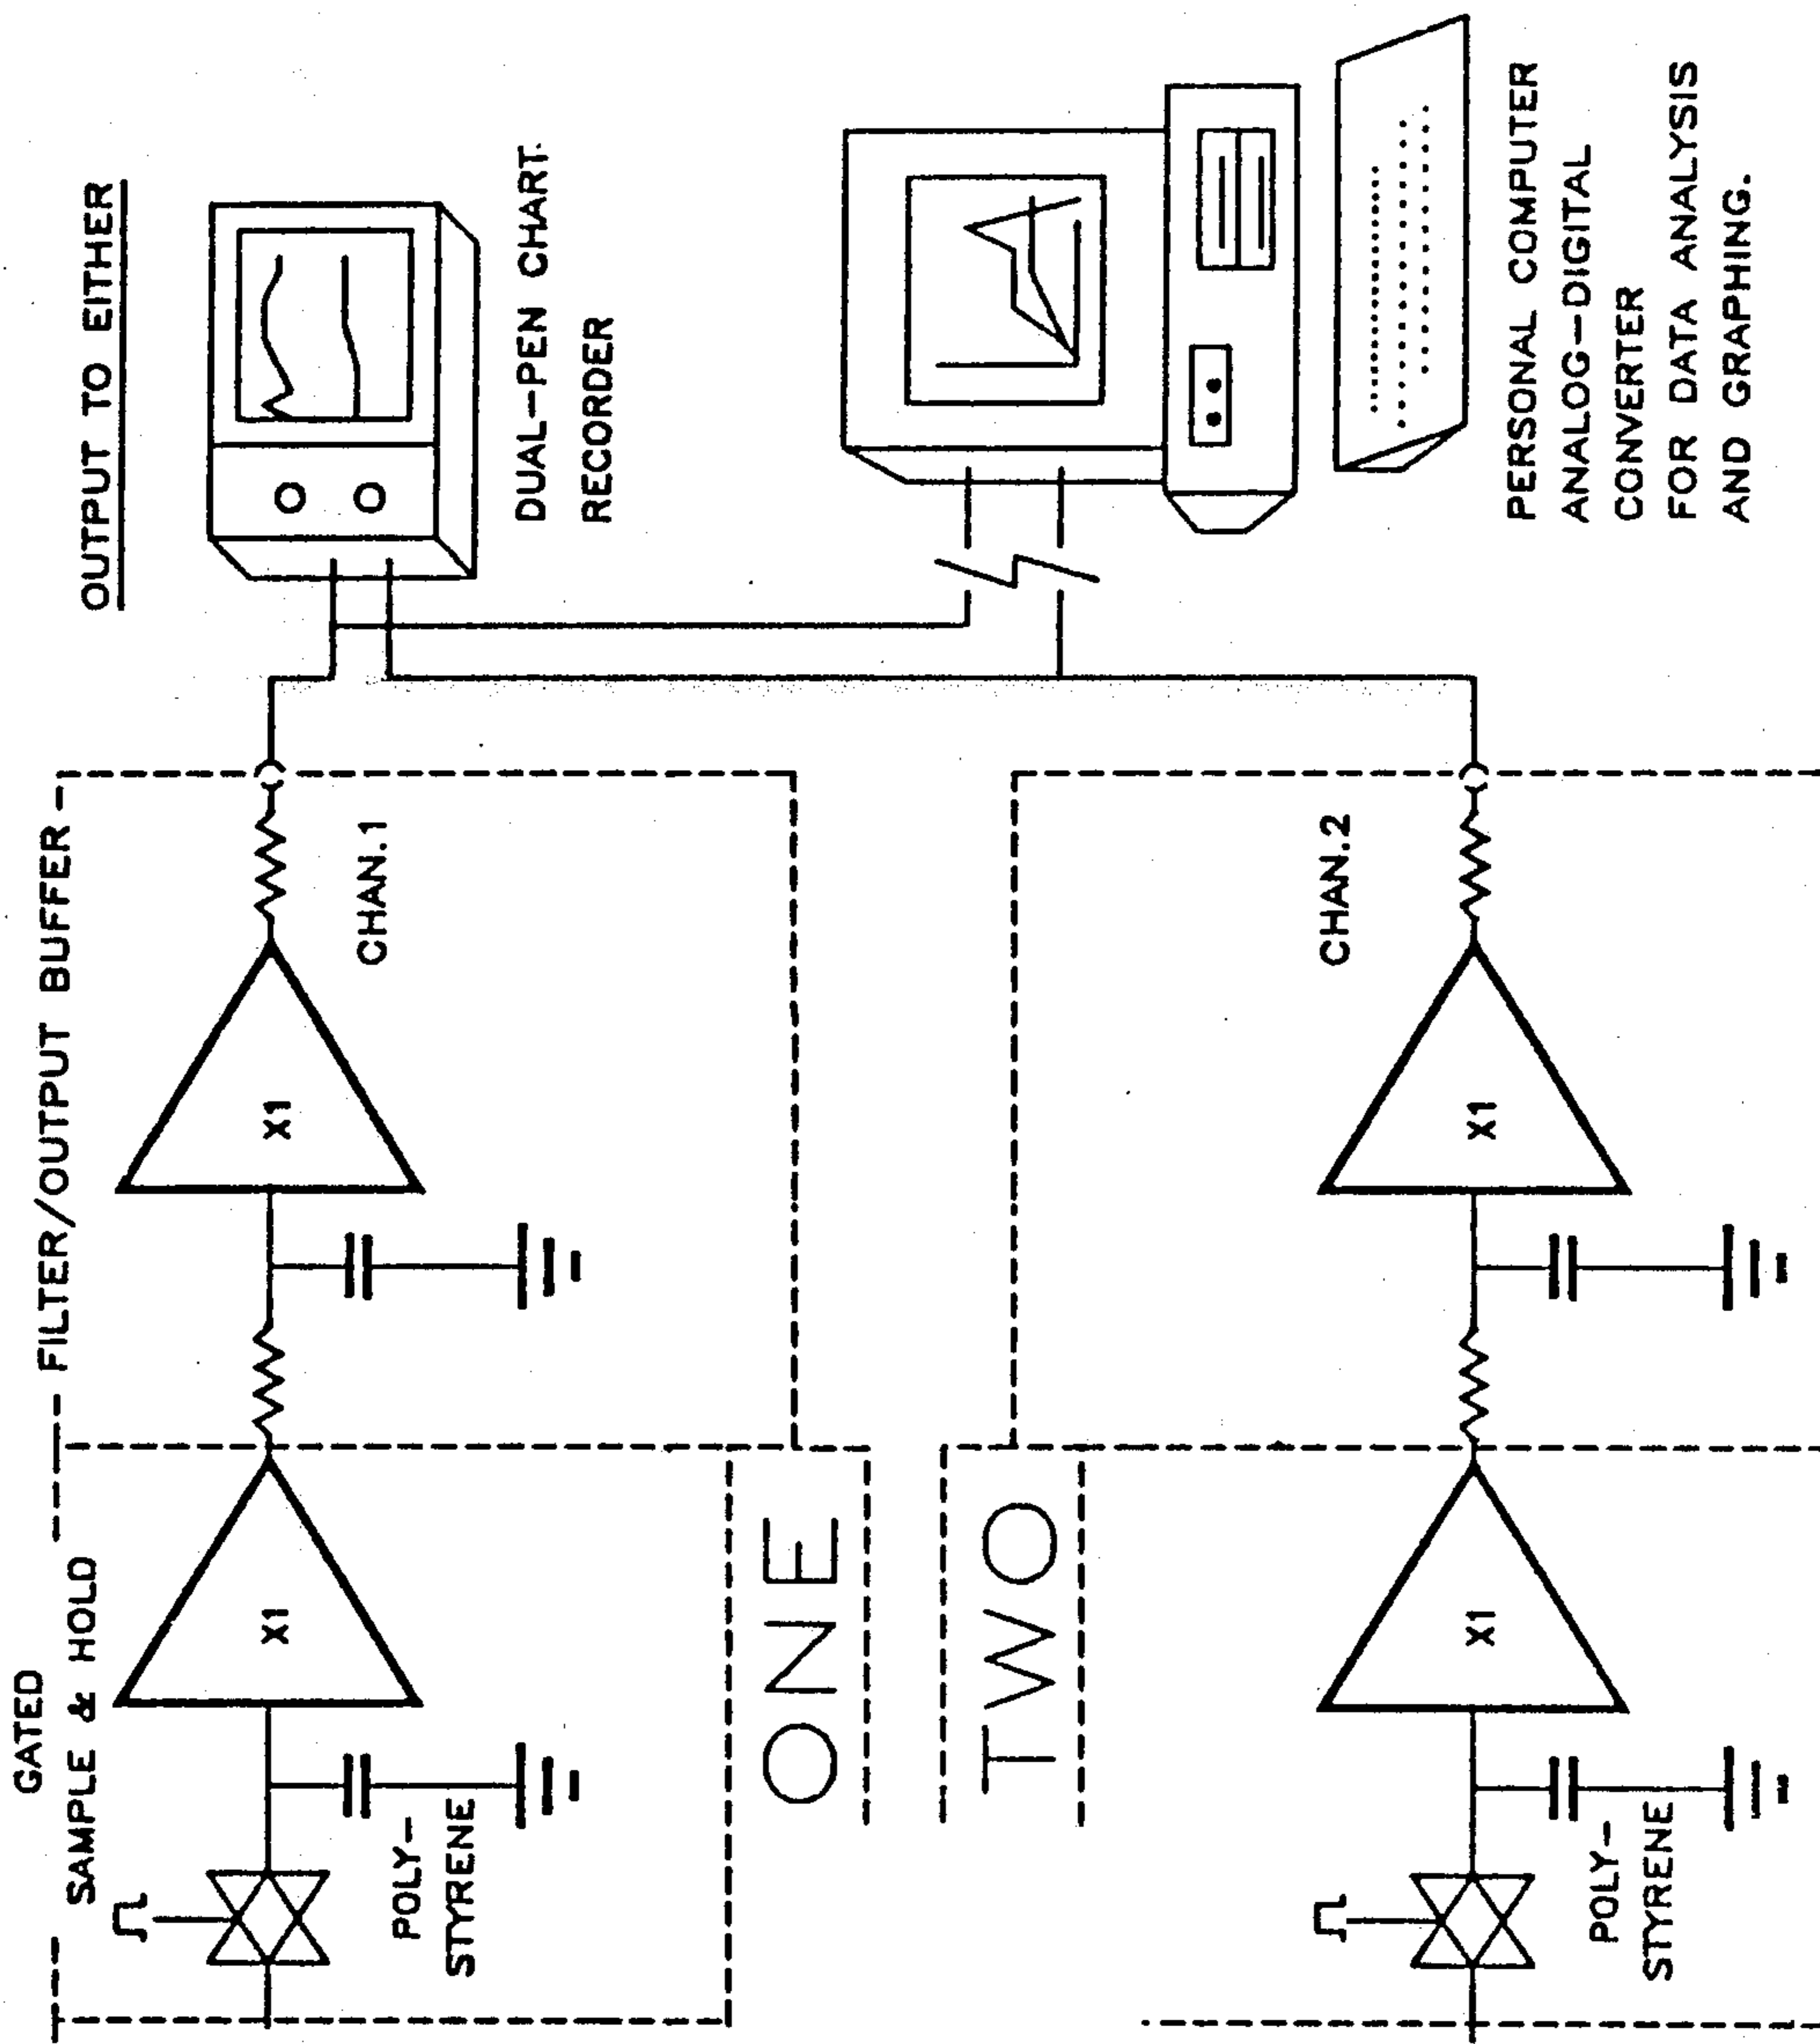 GATED
SAMPLE & HOLD
FILTER/OUTPUT BUFFER
OUTPUT TO EITHER
X1
X1
CHAN.1
POLY-
STYRENE
DUAL-PEN CHART
RECORDER
ONE
TWO
X1
X1
CHAN.2
POLY-
STYRENE
PERSONAL COMPUTER
ANALOG-DIGITAL
CONVERTER
FOR DATA ANALYSIS
AND GRAPHING.